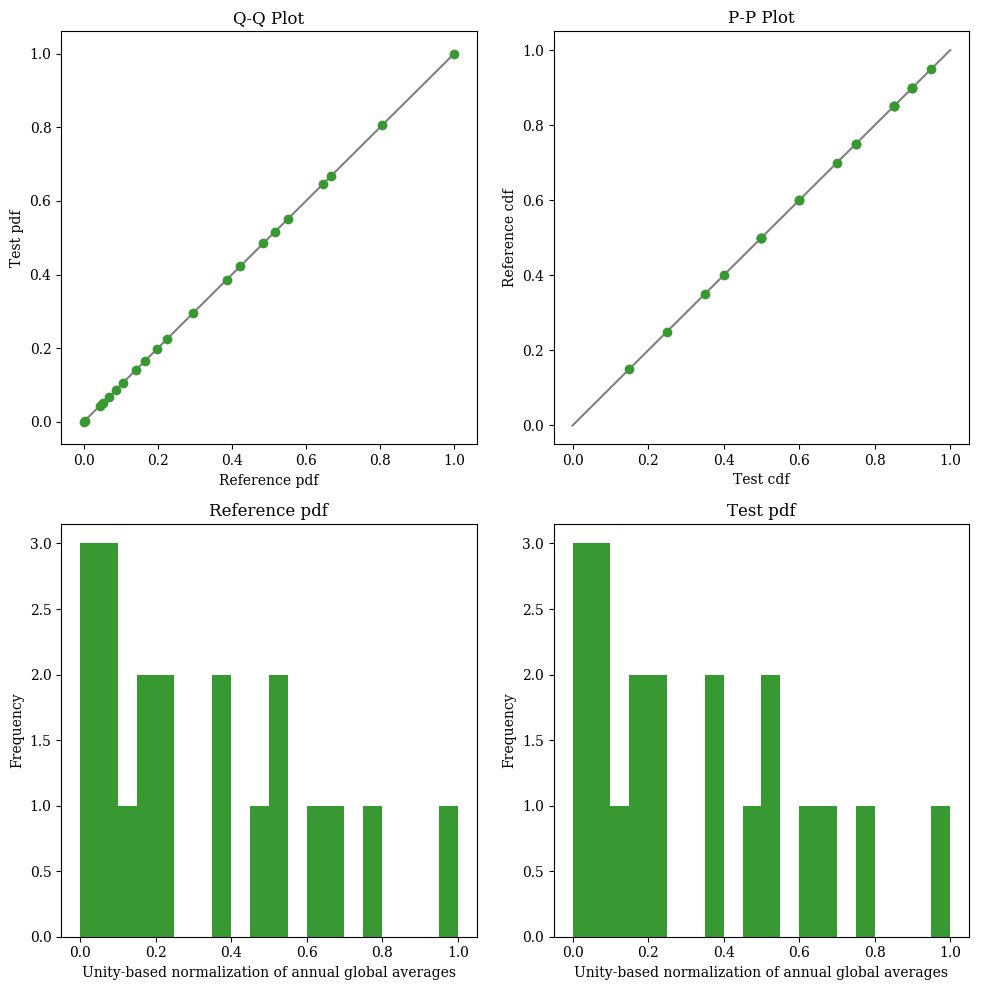 Q-Q Plot
1.0
0.8
0.6
0.4
0.2
0.0
Test pdf
0.0 0.2 0.4 0.6 0.8 1.0
Reference pdf
P-P Plot
1.0
0.8
0.6
0.4
0.2
0.0
Reference cdf
0.0 0.2 0.4 0.6 0.8 1.0
Test cdf
Reference pdf
3.0
2.5
2.0
1.5
1.0
0.5
0.0
Frequency
0.0 0.2 0.4 0.6 0.8 1.0
Unity-based normalization of annual global averages
Test pdf
3.0
2.5
2.0
1.5
1.0
0.5
0.0
Frequency
0.0 0.2 0.4 0.6 0.8 1.0
Unity-based normalization of annual global averages